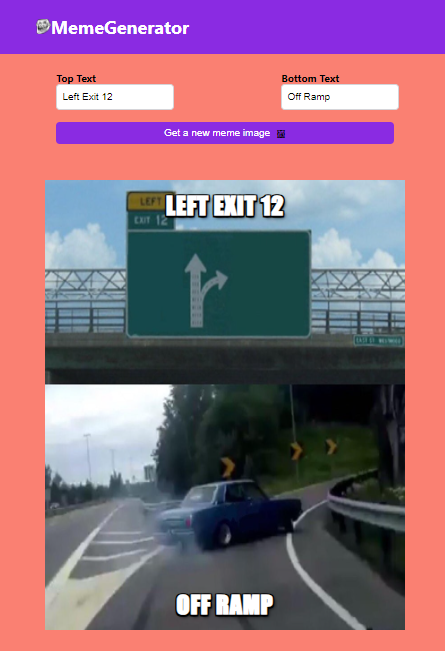 MemeGenerator
Top Text
Bottom Text
Left Exit 12
Off Ramp
Get a new meme image
LEFT
LEFT EXIT 12
EXIT 12
OFF RAMP